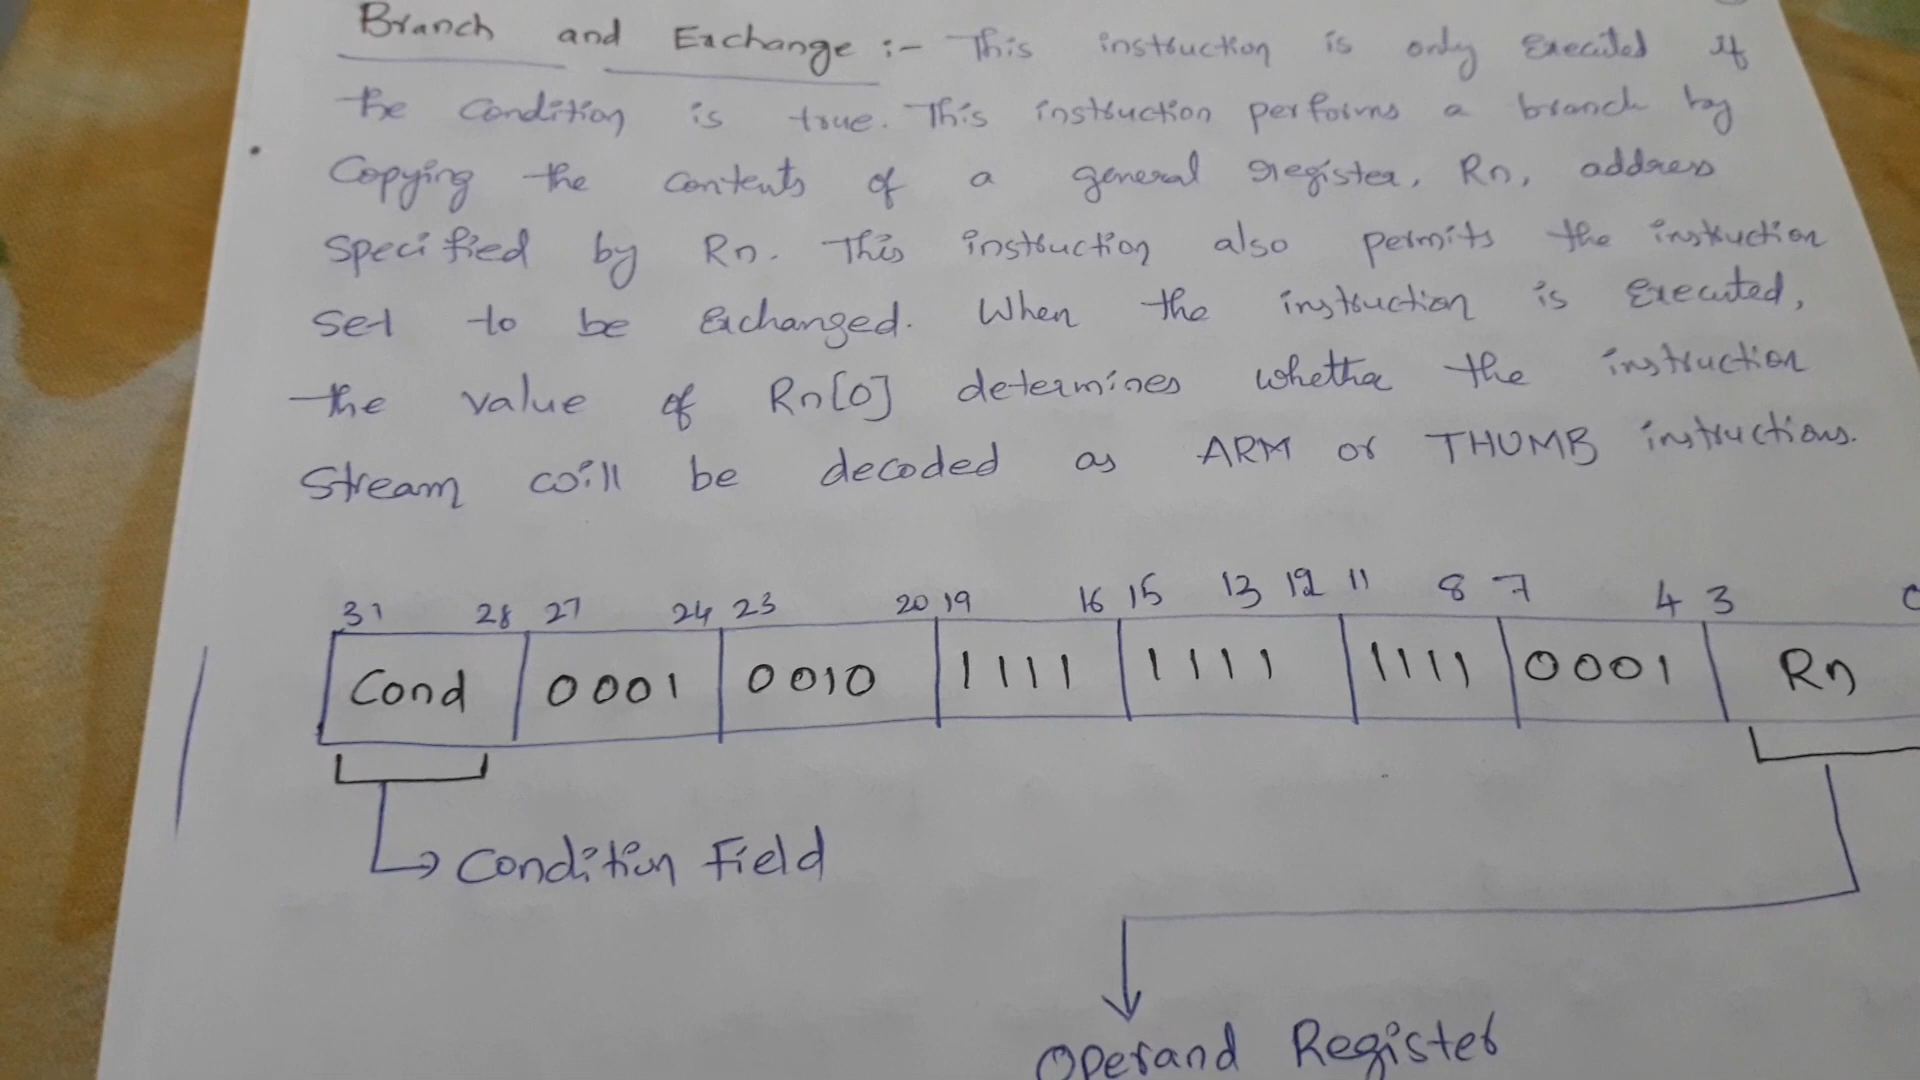 Branch and Exchange :- This instruction is only Executed if
the Condition is true. This instruction performs a branch by
Copying the contents of a general register, Rn, address
specified by Rn. This instruction also permits the instruction
set to be Exchanged. When the instruction is Executed,
the value of Rn[0] determines whether the instruction
Stream will be decoded as ARM or THUMB instructions.
31 28 27 24 23 20 19 16 15 13 12 11 8 7 4 3
Cond 0001 0010 1111 1111 1111 0001 Rn
Condition Field
Operand Register